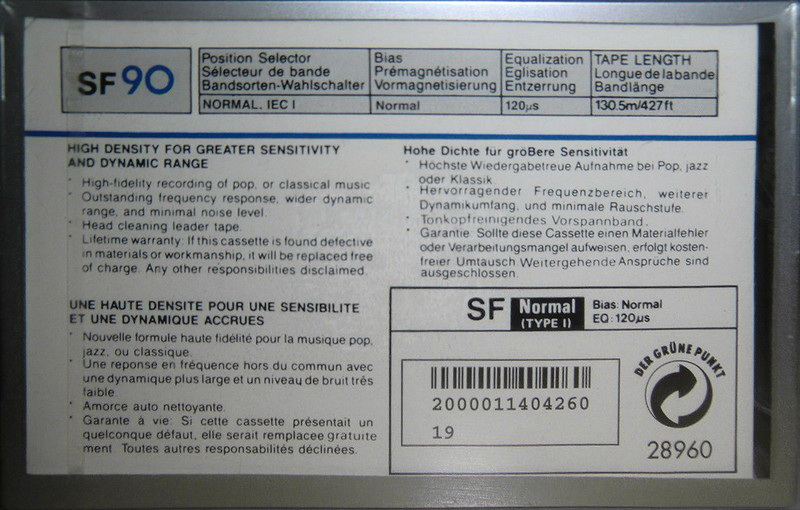 SF 90
Position Selector
Sélecteur de bande
Bandsorten-Wahlschalter
NORMAL. IEC I
Bias
Prémagnétisation
Vormagnetisierung
Normal
Equalization
Eglisation
Entzerrung
120µs
TAPE LENGTH
Longue de la bande
Bandlänge
130.5m/427ft
HIGH DENSITY FOR GREATER SENSITIVITY
AND DYNAMIC RANGE
· High-fidelity recording of pop, or classical music
· Outstanding frequency response, wider dynamic
range, and minimal noise level.
· Head cleaning leader tape.
· Lifetime warranty: If this cassette is found defective
in materials or workmanship, it will be replaced free
of charge. Any other responsibilities disclaimed.
UNE HAUTE DENSITE POUR UNE SENSIBILITE
ET UNE DYNAMIQUE ACCRUES
· Nouvelle formule haute fidélité pour la musique pop,
jazz, ou classique.
· Une reponse en fréquence hors du commun avec
une dynamique plus large et un niveau de bruit três
faible
· Amorce auto nettoyante.
· Garante à vie: Si cette cassette présentait un
quelconque défaut, elle serait remplacee gratuite
ment. Toutes autres responsabilités déclinées.
Hohe Dichte für gröBere Sensitivität
· Höchste Wiedergabetreue Aufnahme bei Pop, jazz
oder Klassik
· Hervorragender Frequenzbereich, weiterer
Dynamikumfang, und minimale Rauschstufe.
· Tonkopfreinigendes Vorspannband.
· Garantie: Sollte diese Cassette einen Materialfehler
oder Verarbeitungsmangel aufweisen, erfolgt kosten-
freier Umtausch Weitergehende Ansprüche sind
ausgeschlossen.
SF Normal
(TYPE I)
Bias: Normal
EQ: 120µs
2000011404260
19
DER GRÜNE PUNKT
28960